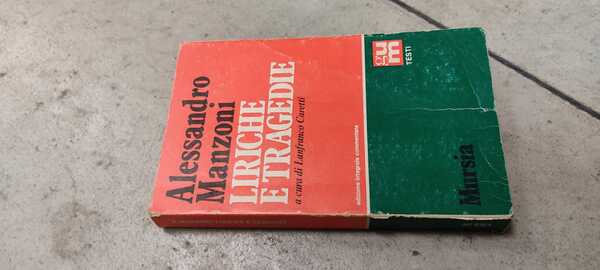 Alessandro
Manzoni
LIRICHE
E TRAGEDIE
a cura di Lanfranco Caretti
edizione integrale commentata
gum
TESTI
Mursia